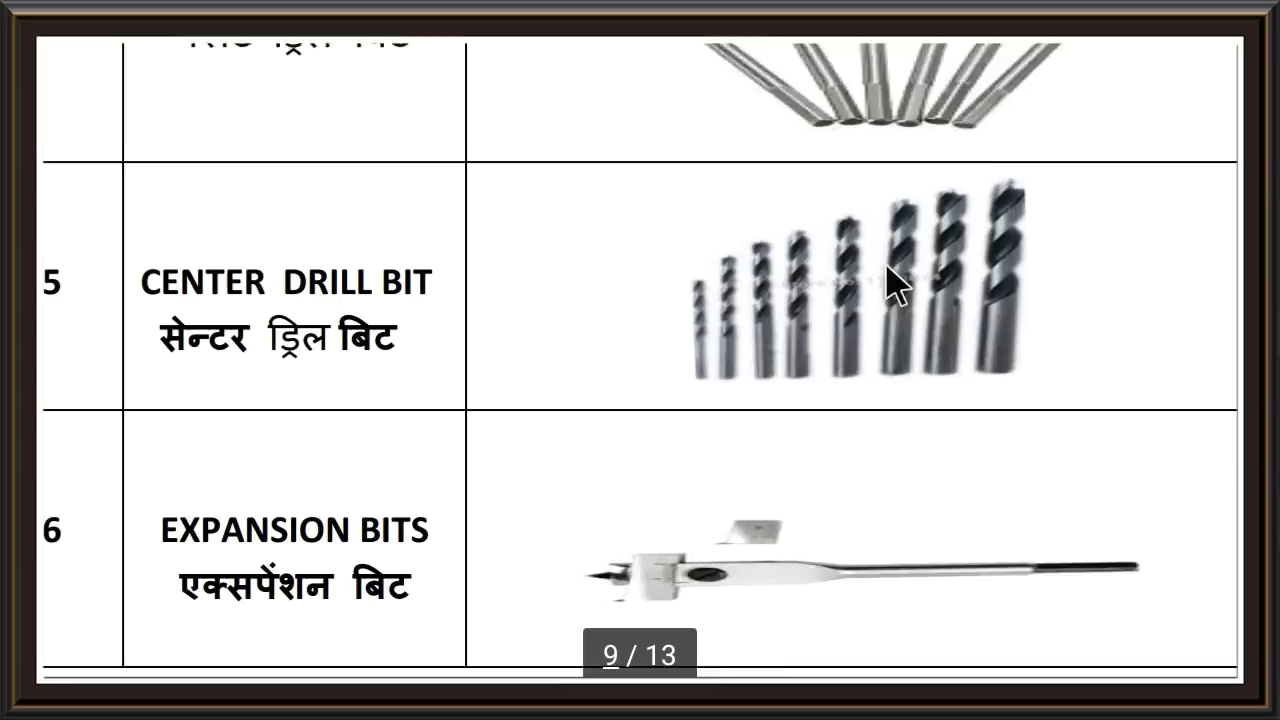 5
CENTER DRILL BIT
सेन्टर ड्रिल बिट
6
EXPANSION BITS
एक्सपेंशन बिट
9 / 13